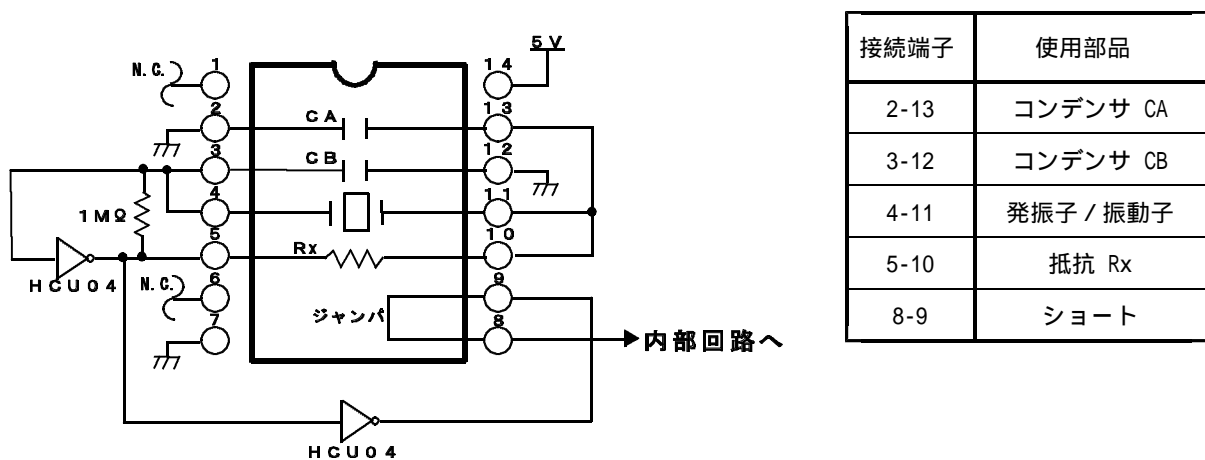 5V
N.C.
1
14
2
CA
13
3
CB
12
4
11
1MΩ
5
Rx
10
HCU04
N.C.
6
9
ジャンパ
7
8
内部回路へ
HCU04
接続端子 使用部品
2-13 コンデンサ CA
3-12 コンデンサ CB
4-11 発振子/振動子
5-10 抵抗 Rx
8-9 ショート